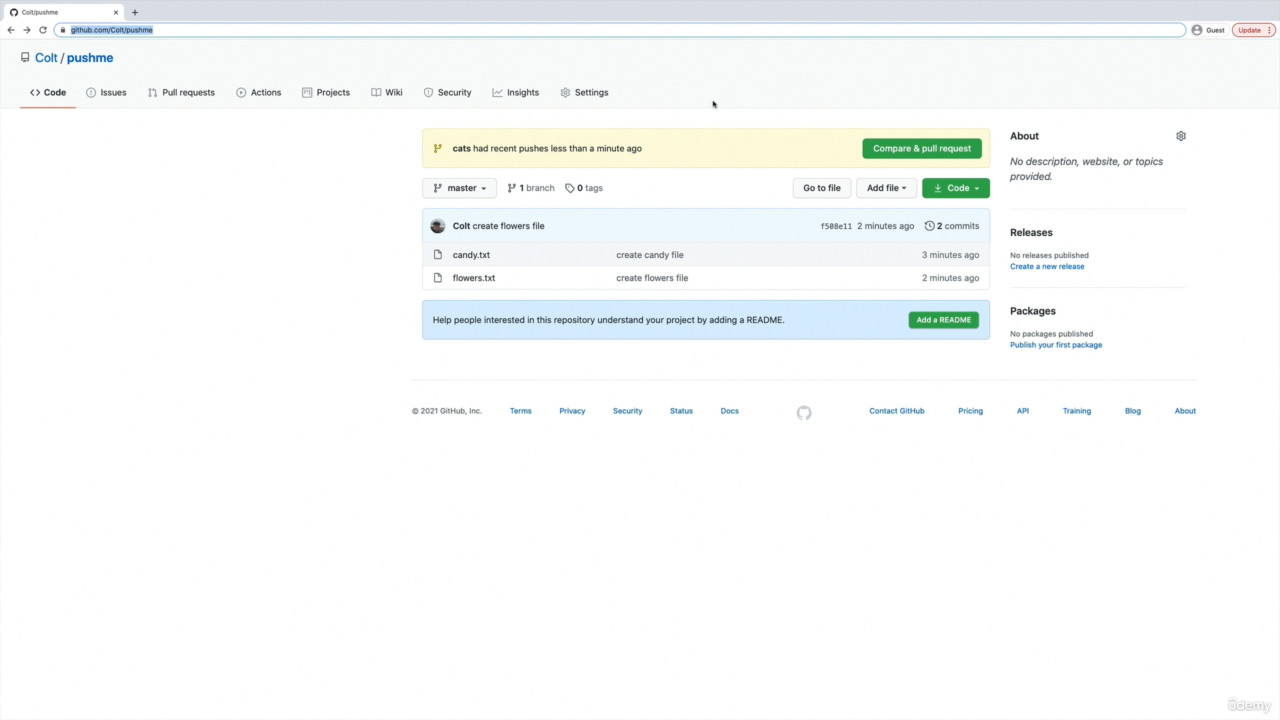 Colt/pushme
github.com/Colt/pushme
Guest
Update
Colt / pushme
Code Issues Pull requests Actions Projects Wiki Security Insights Settings
cats had recent pushes less than a minute ago
Compare & pull request
master 1 branch 0 tags
Go to file Add file Code
Colt create flowers file f508e11 2 minutes ago 2 commits
candy.txt create candy file 3 minutes ago
flowers.txt create flowers file 2 minutes ago
Help people interested in this repository understand your project by adding a README.
Add a README
About
No description, website, or topics
provided.
Releases
No releases published
Create a new release
Packages
No packages published
Publish your first package
© 2021 GitHub, Inc. Terms Privacy Security Status Docs Contact GitHub Pricing API Training Blog About
ûdemy